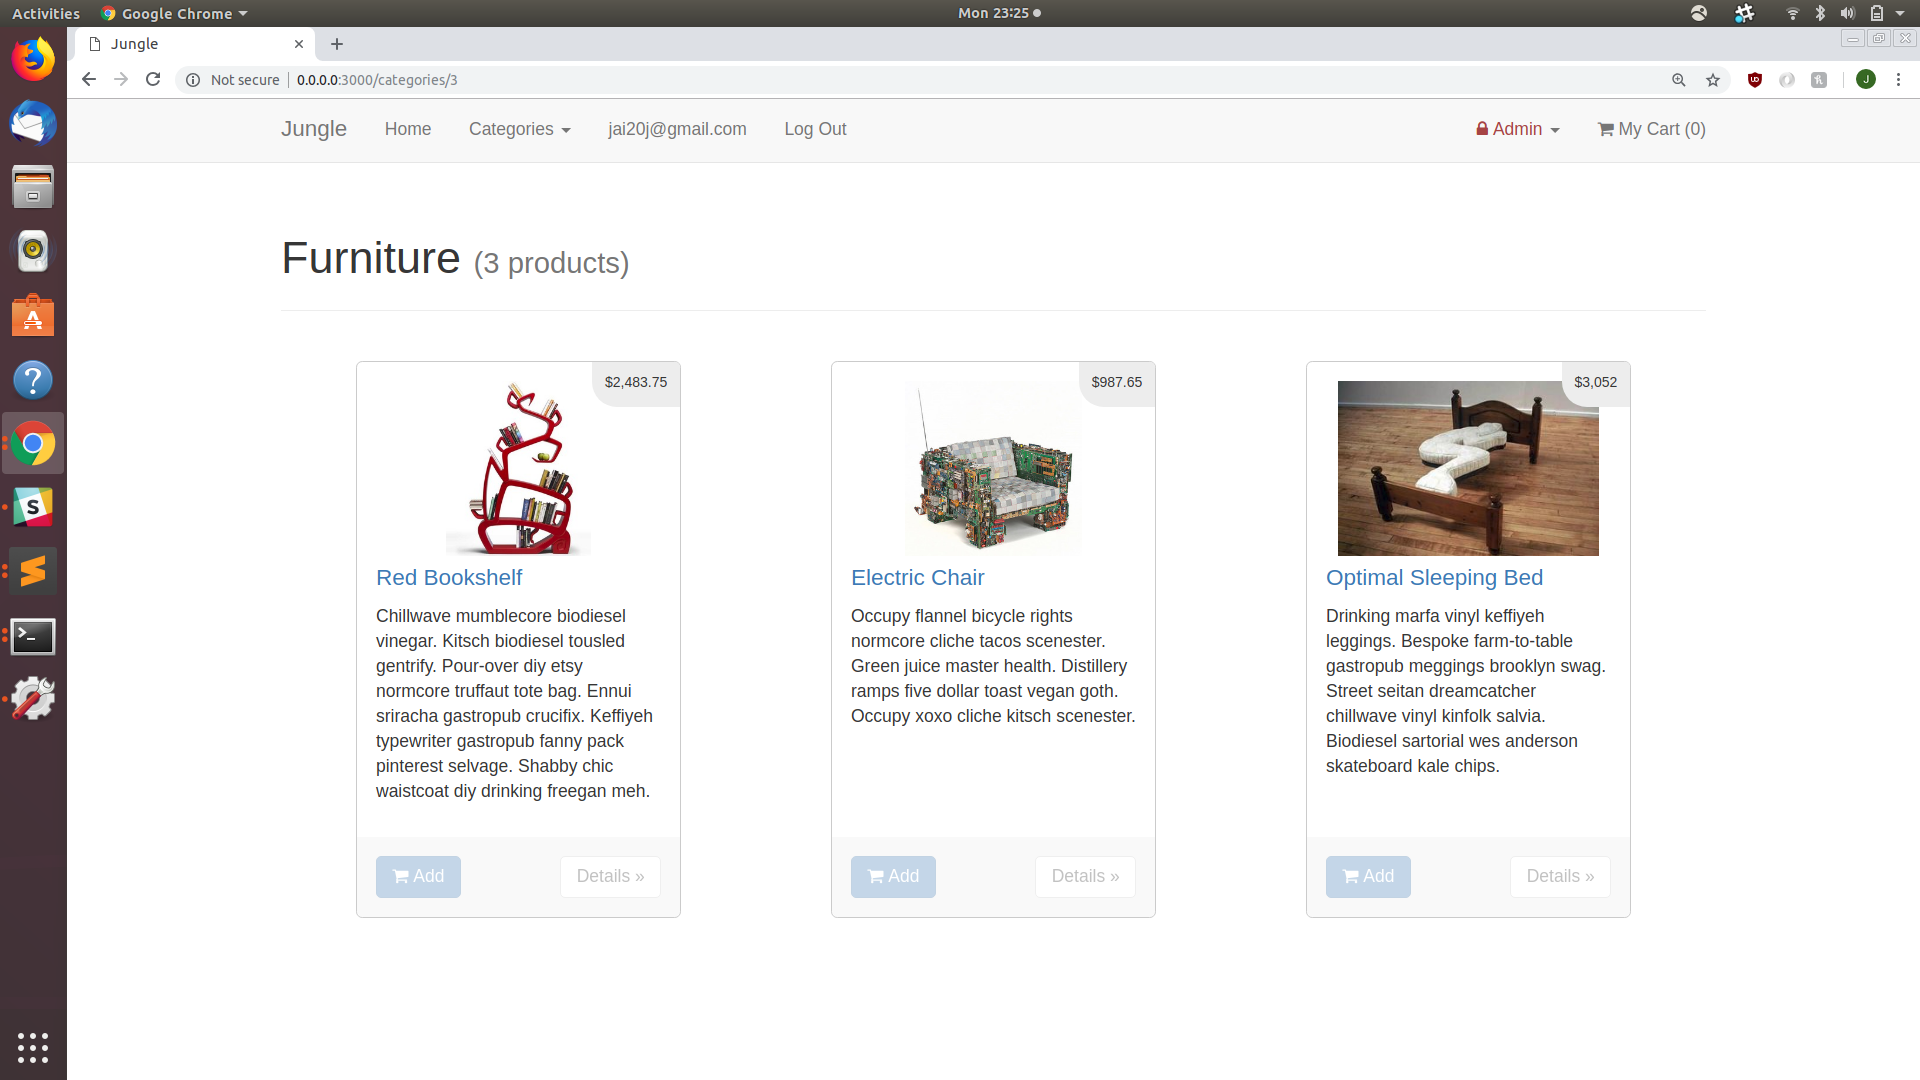 Activities Google Chrome Mon 23:25
Jungle
Not secure 0.0.0.0:3000/categories/3 J
Jungle Home Categories jai20j@gmail.com Log Out Admin My Cart (0)
Furniture (3 products)
$2,483.75
Red Bookshelf
Chillwave mumblecore biodiesel
vinegar. Kitsch biodiesel tousled
gentrify. Pour-over diy etsy
normcore truffaut tote bag. Ennui
sriracha gastropub crucifix. Keffiyeh
typewriter gastropub fanny pack
pinterest selvage. Shabby chic
waistcoat diy drinking freegan meh.
Add Details »
$987.65
Electric Chair
Occupy flannel bicycle rights
normcore cliche tacos scenester.
Green juice master health. Distillery
ramps five dollar toast vegan goth.
Occupy xoxo cliche kitsch scenester.
Add Details »
$3,052
Optimal Sleeping Bed
Drinking marfa vinyl keffiyeh
leggings. Bespoke farm-to-table
gastropub meggings brooklyn swag.
Street seitan dreamcatcher
chillwave vinyl kinfolk salvia.
Biodiesel sartorial wes anderson
skateboard kale chips.
Add Details »